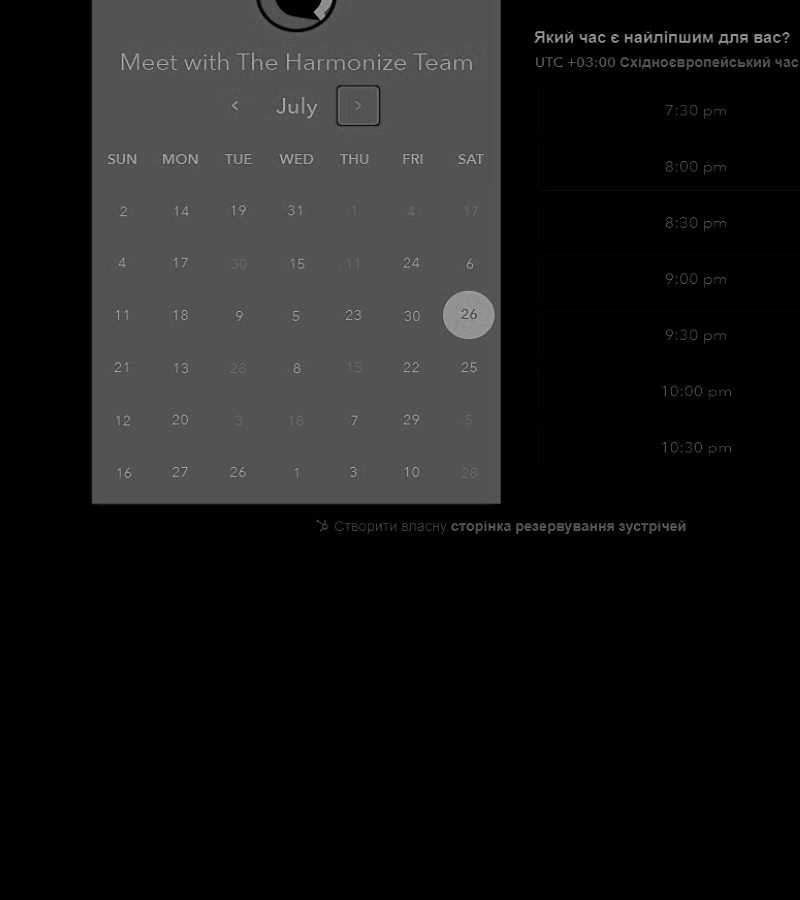 Meet with The Harmonize Team
July
SUN MON TUE WED THU FRI SAT
2 14 19 31 1 4 17
4 17 30 15 11 24 6
11 18 9 5 23 30 26
21 13 28 8 15 22 25
12 20 3 18 7 29 5
16 27 26 1 3 10 28
Який час є найліпшим для вас?
UTC +03:00 Східноєвропейський час
7:30 pm
8:00 pm
8:30 pm
9:00 pm
9:30 pm
10:00 pm
10:30 pm
Створити власну сторінка резервування зустрічей